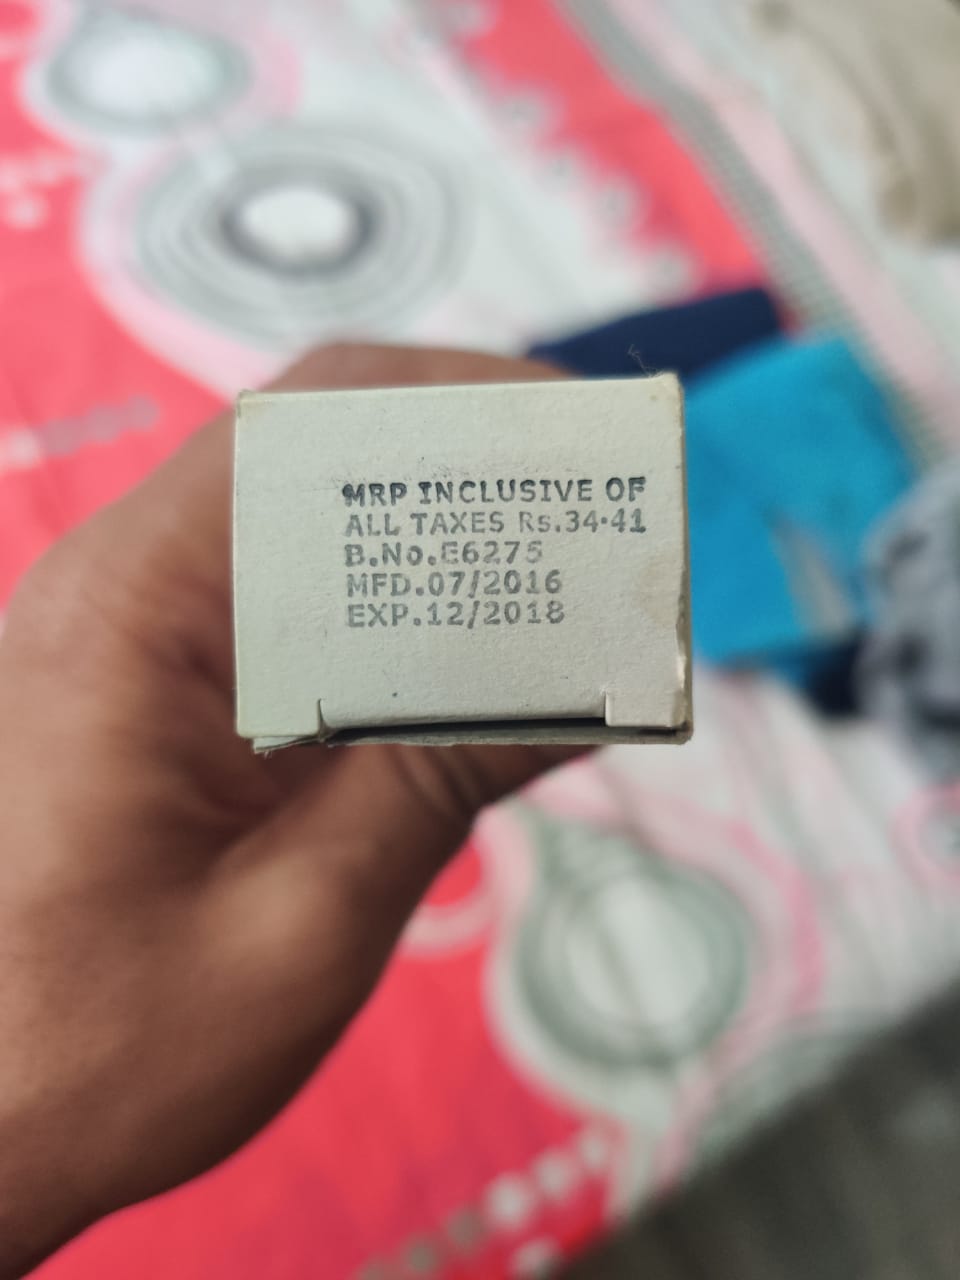 MRP INCLUSIVE OF
ALL TAXES Rs.34.41
B.No.E6275
MFD.07/2016
EXP.12/2018